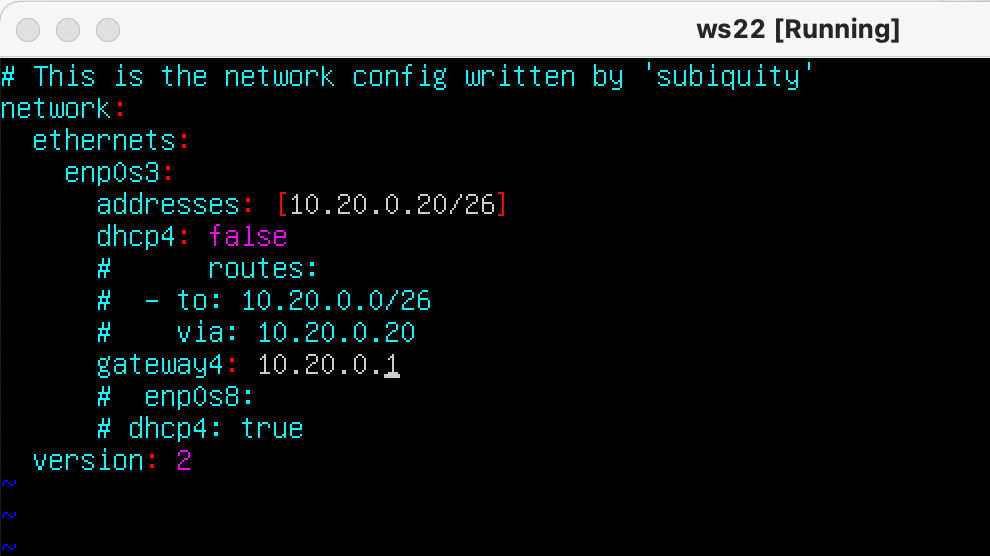 ws22 [Running]
# This is the network config written by 'subiquity'
network:
  ethernets:
    enp0s3:
      addresses: [10.20.0.20/26]
      dhcp4: false
      #      routes:
      #  - to: 10.20.0.0/26
      #    via: 10.20.0.20
      gateway4: 10.20.0.1
      #  enp0s8:
      # dhcp4: true
  version: 2
~
~
~